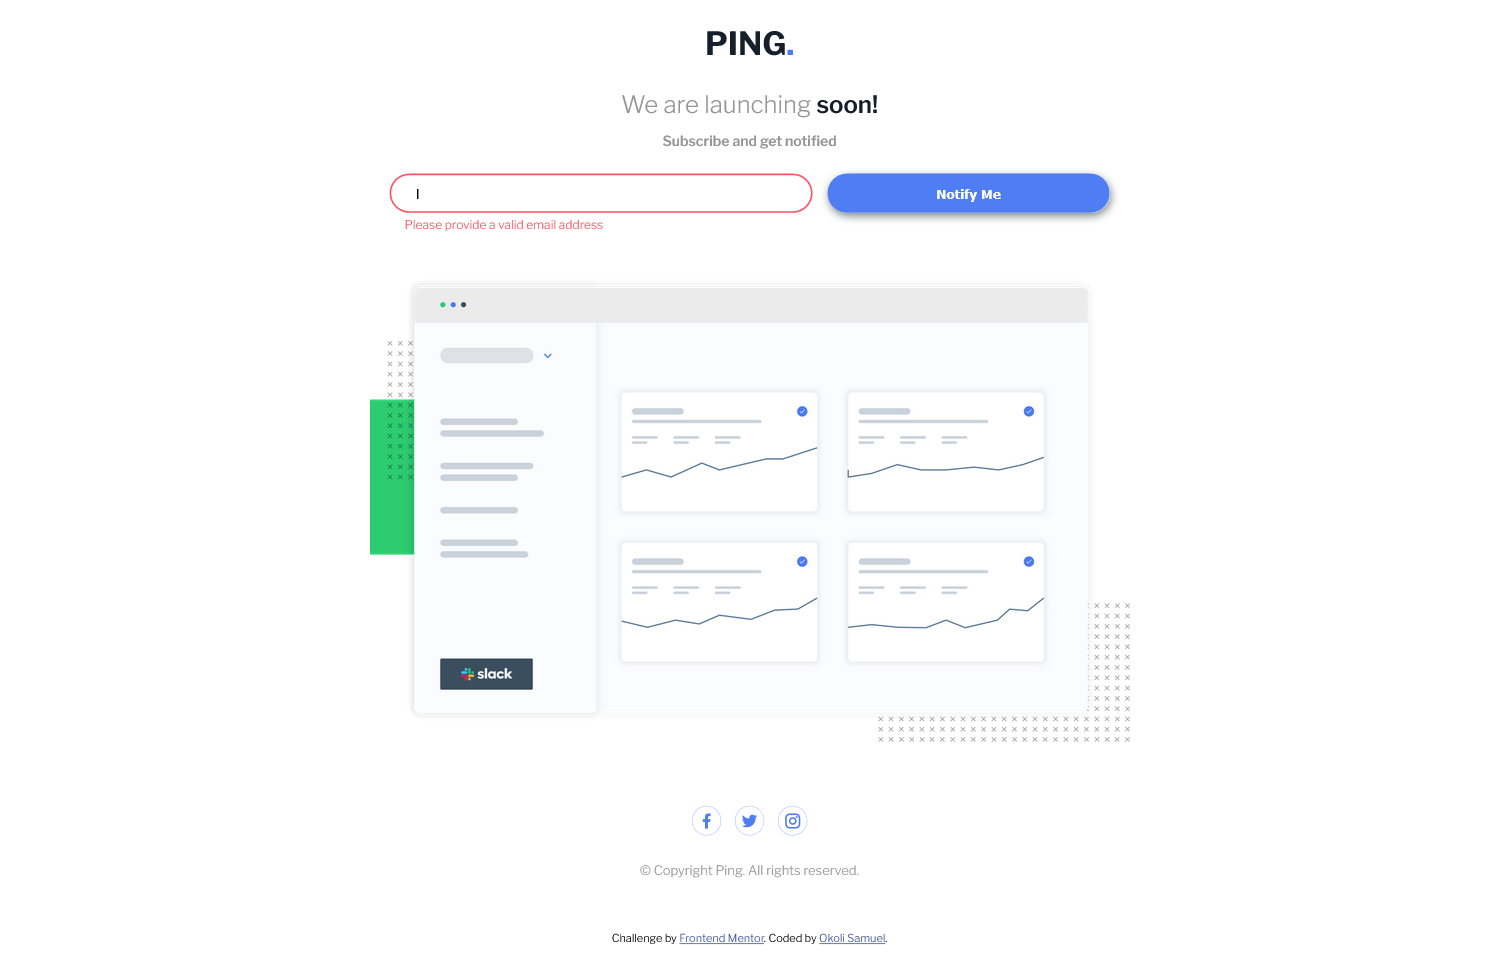 PING.
We are launching soon!
Subscribe and get notified
Notify Me
Please provide a valid email address
slack
© Copyright Ping. All rights reserved.
Challenge by Frontend Mentor. Coded by Okoli Samuel.